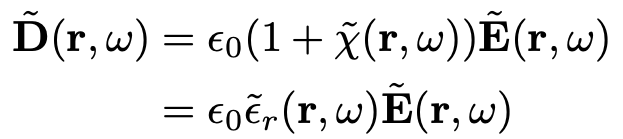 D̃(r, ω) = ϵ₀(1 + χ̃(r, ω))Ẽ(r, ω)
= ϵ₀ϵ̃ᵣ(r, ω)Ẽ(r, ω)